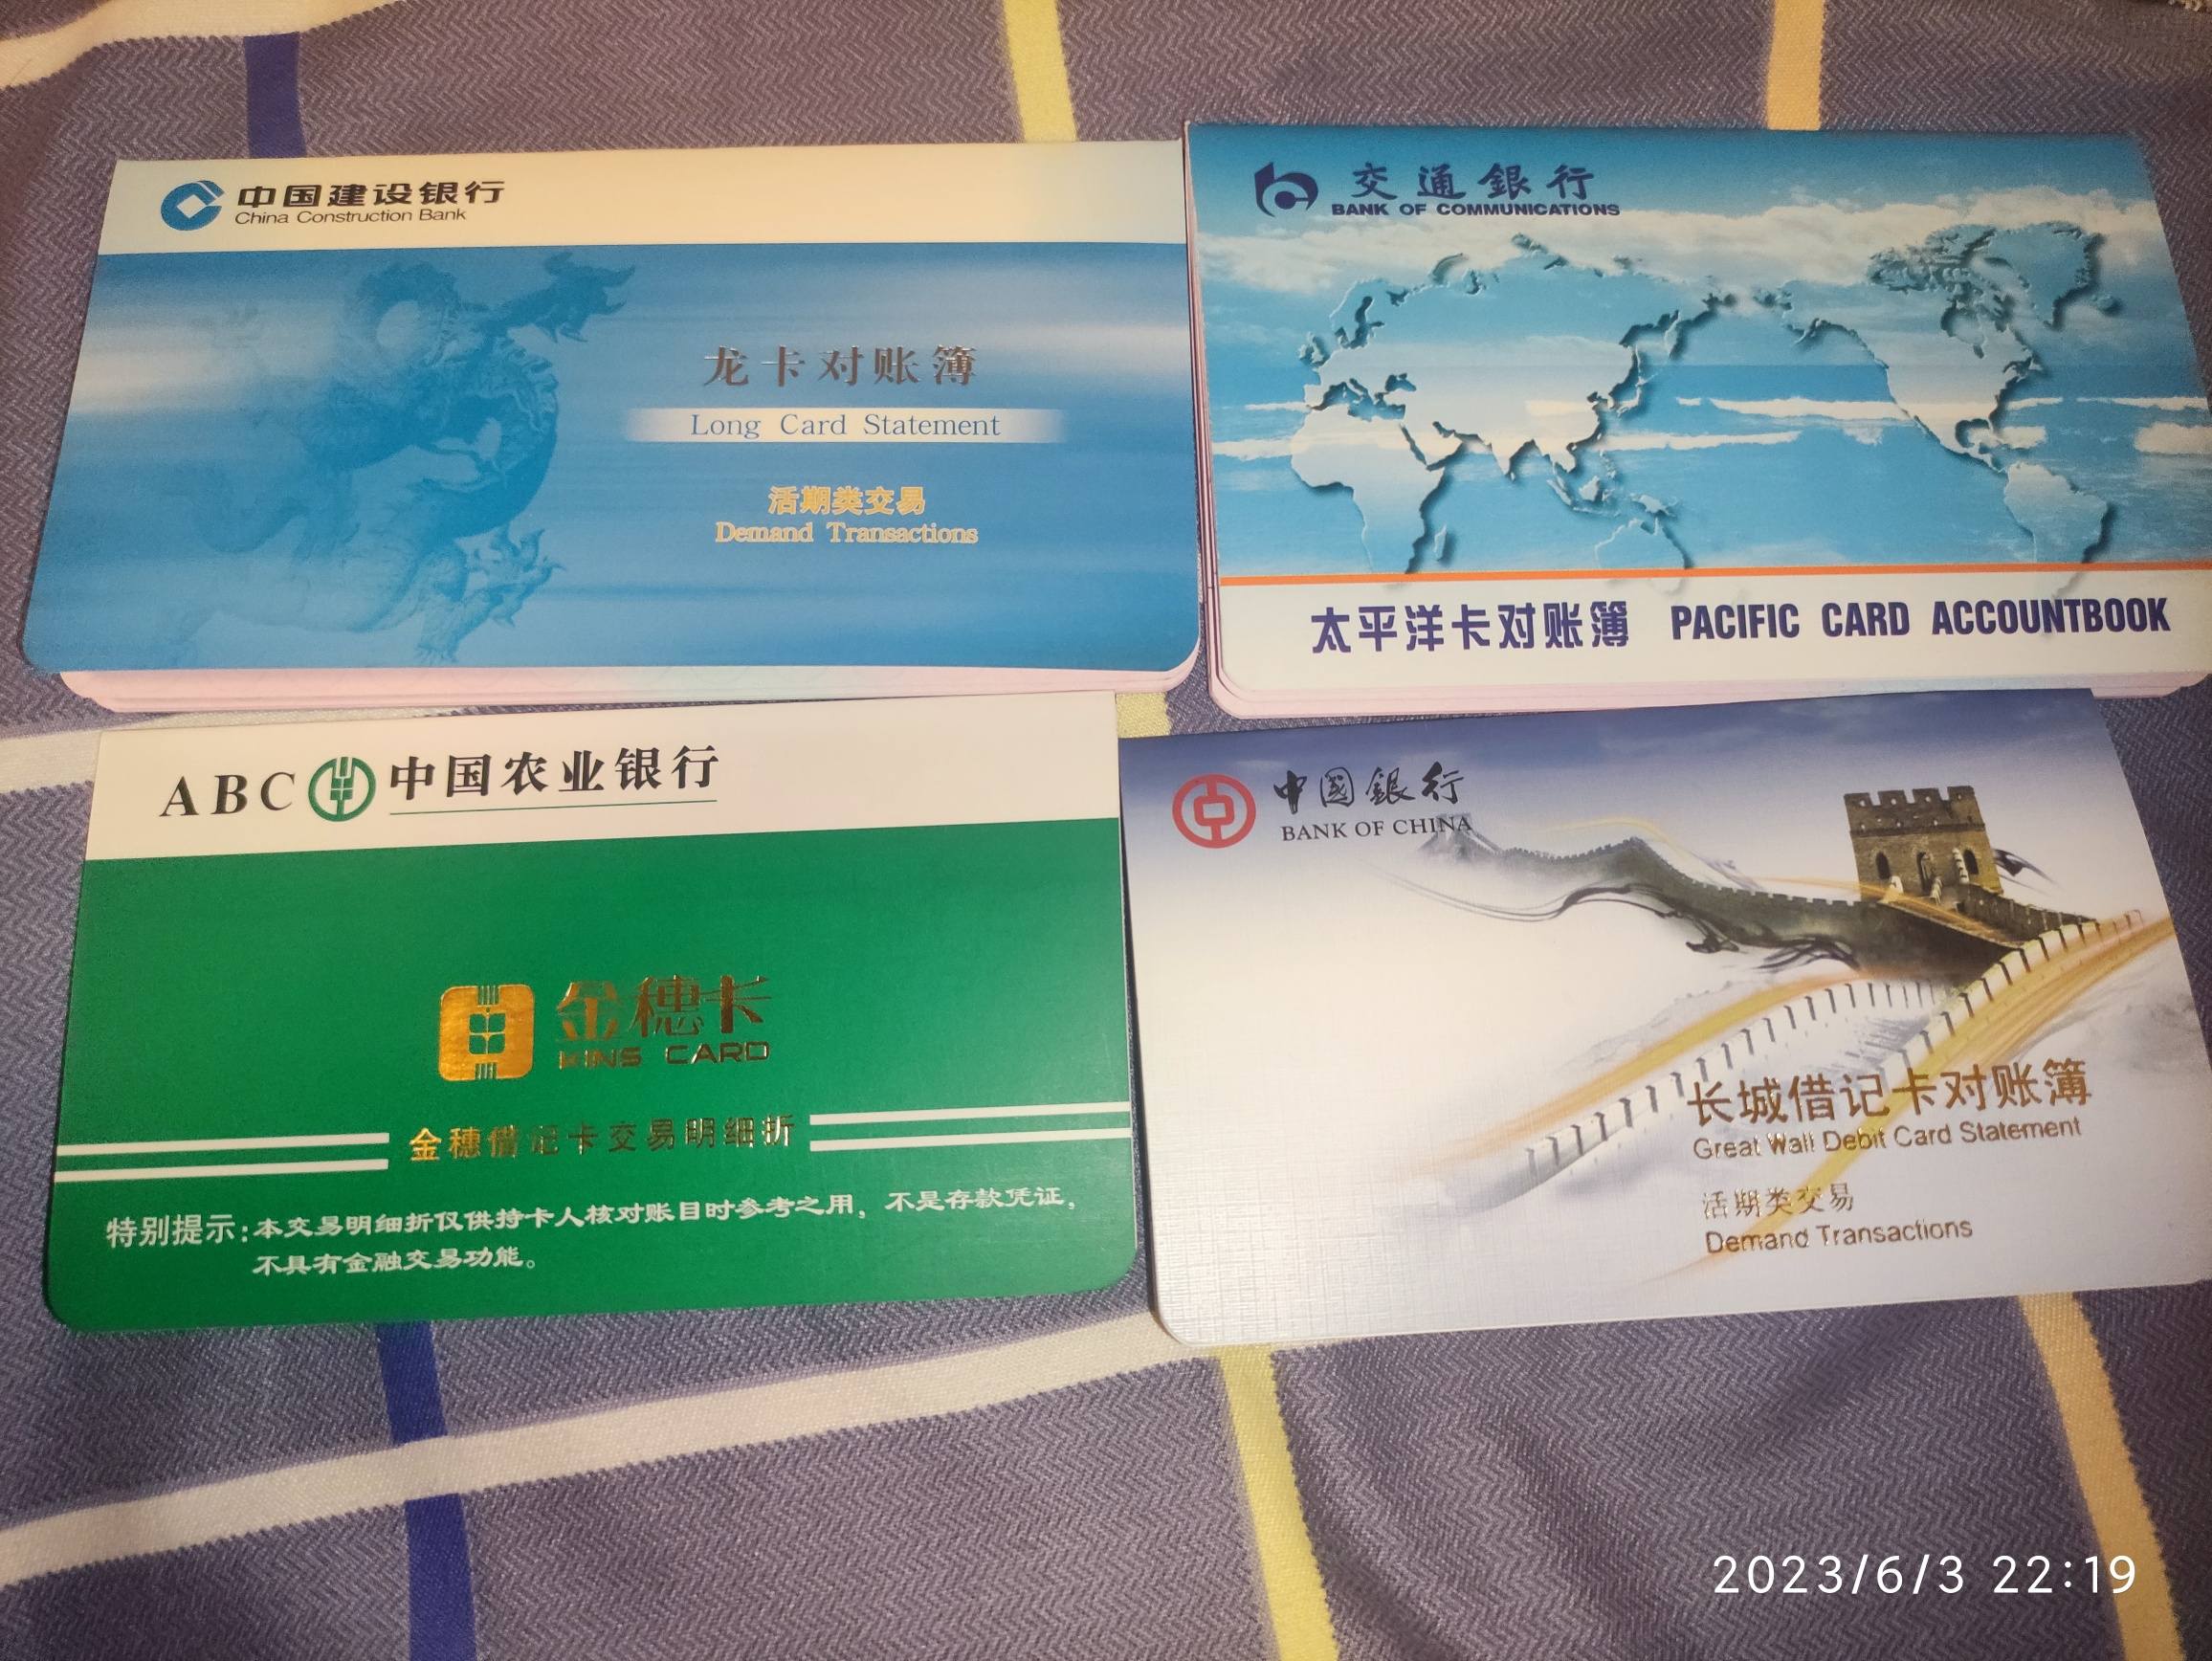 中国建设银行
China Construction Bank
龙卡对账簿
Long Card Statement
活期类交易
Demand Transactions
交通銀行
BANK OF COMMUNICATIONS
太平洋卡对账簿 PACIFIC CARD ACCOUNTBOOK
ABC 中国农业银行
金穗卡
KINS CARD
金穗借记卡交易明细折
特别提示:本交易明细折仅供持卡人核对账目时参考之用，不是存款凭证，
不具有金融交易功能。
中國銀行
BANK OF CHINA
长城借记卡对账簿
Great Wall Debit Card Statement
活期类交易
Demand Transactions
2023/6/3 22:19